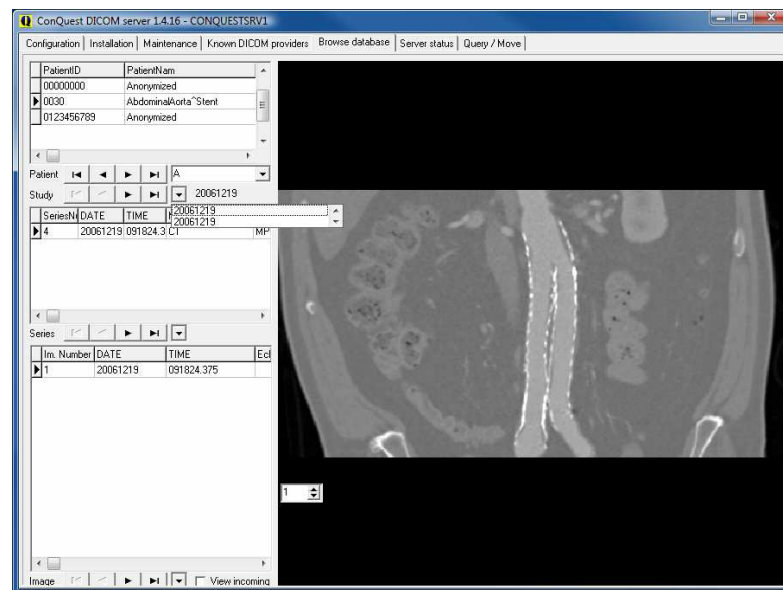 ConQuest DICOM server 1.4.16 - CONQUESTSRV1
Configuration Installation Maintenance Known DICOM providers Browse database Server status Query / Move
PatientID PatientNam
00000000 Anonymized
0030 AbdominalAorta^Stent
0123456789 Anonymized
Patient A
Study 20061219
20061219
20061219
SeriesN DATE TIME
4 20061219 091824.3 CT MP
Series
Im. Number DATE TIME Ec
1 20061219 091824.375
1
Image View incoming